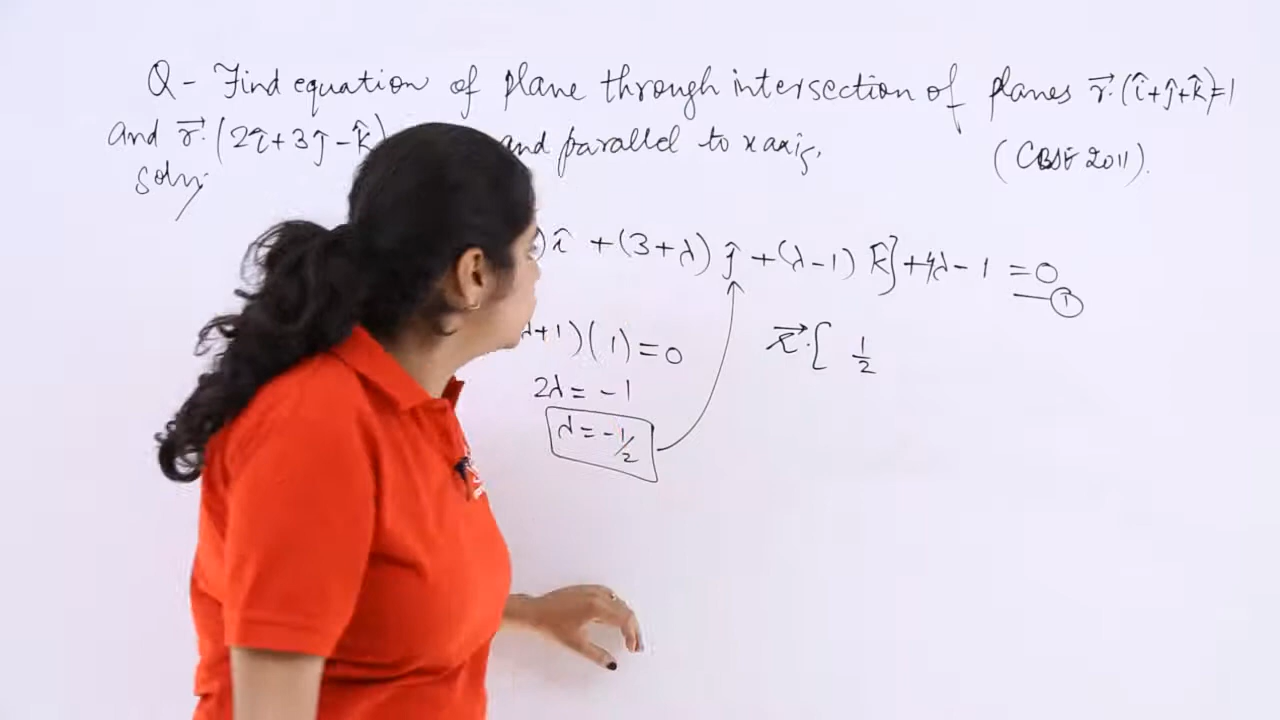 Q - Find equation of plane through intersection of planes r⃗.(î+ĵ+k̂)=1
and r⃗.(2î+3ĵ-k̂) and parallel to x axis.
(CBSE 2011).
Soln:
)î +(3+λ) ĵ +(λ-1) k̂]+4λ-1 =0
①
λ+1)(1)=0
r⃗.[ 1/2
2λ=-1
λ=-1/2